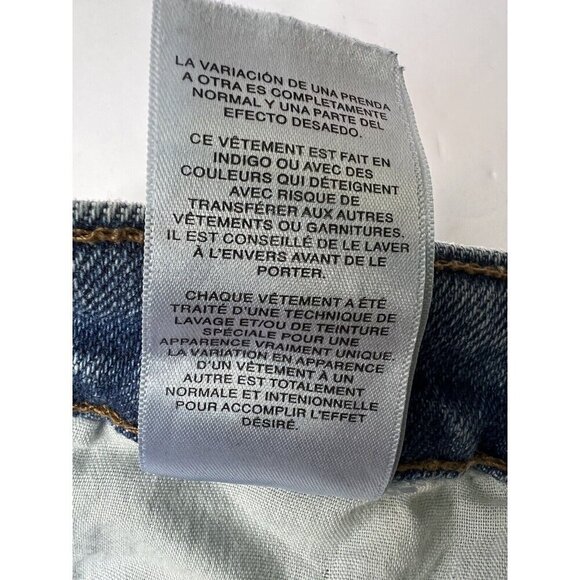 LA VARIACIÓN DE UNA PRENDA
A OTRA ES COMPLETAMENTE
NORMAL Y UNA PARTE DEL
EFECTO DESAEDO.
CE VÊTEMENT EST FAIT EN
INDIGO OU AVEC DES
COULEURS QUI DÉTEIGNENT
AVEC RISQUE DE
TRANSFÉRER AUX AUTRES
VÊTEMENTS OU GARNITURES.
IL EST CONSEILLÉ DE LE LAVER
À L'ENVERS AVANT DE LE
PORTER.
CHAQUE VÊTEMENT A ÉTÉ
TRAITÉ D'UNE TECHNIQUE DE
LAVAGE ET/OU DE TEINTURE
SPÉCIALE POUR UNE
APPARENCE VRAIMENT UNIQUE.
LA VARIATION EN APPARENCE
D'UN VÊTEMENT À UN
AUTRE EST TOTALEMENT
NORMALE ET INTENIONNELLE
POUR ACCOMPLIR L'EFFET
DÉSIRÉ.